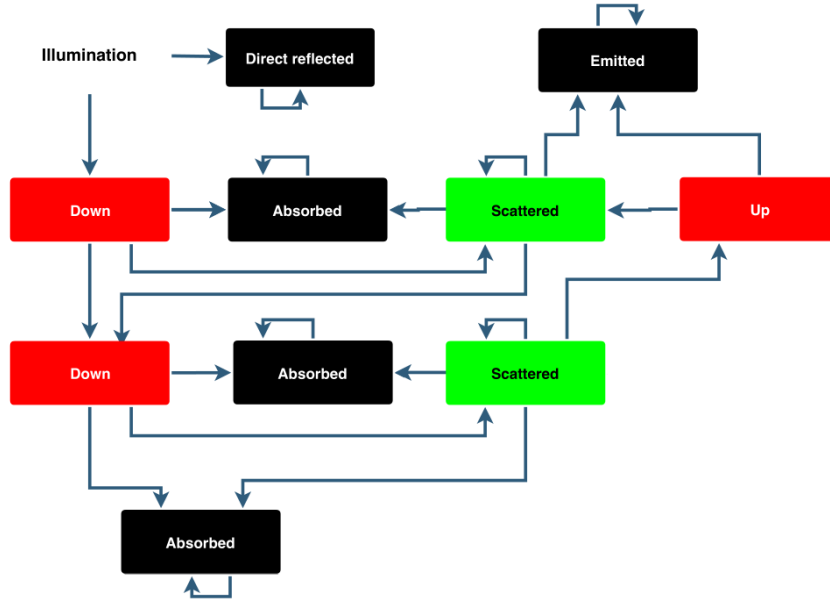 Illumination
Direct reflected
Emitted
Down
Absorbed
Scattered
Up
Down
Absorbed
Scattered
Absorbed